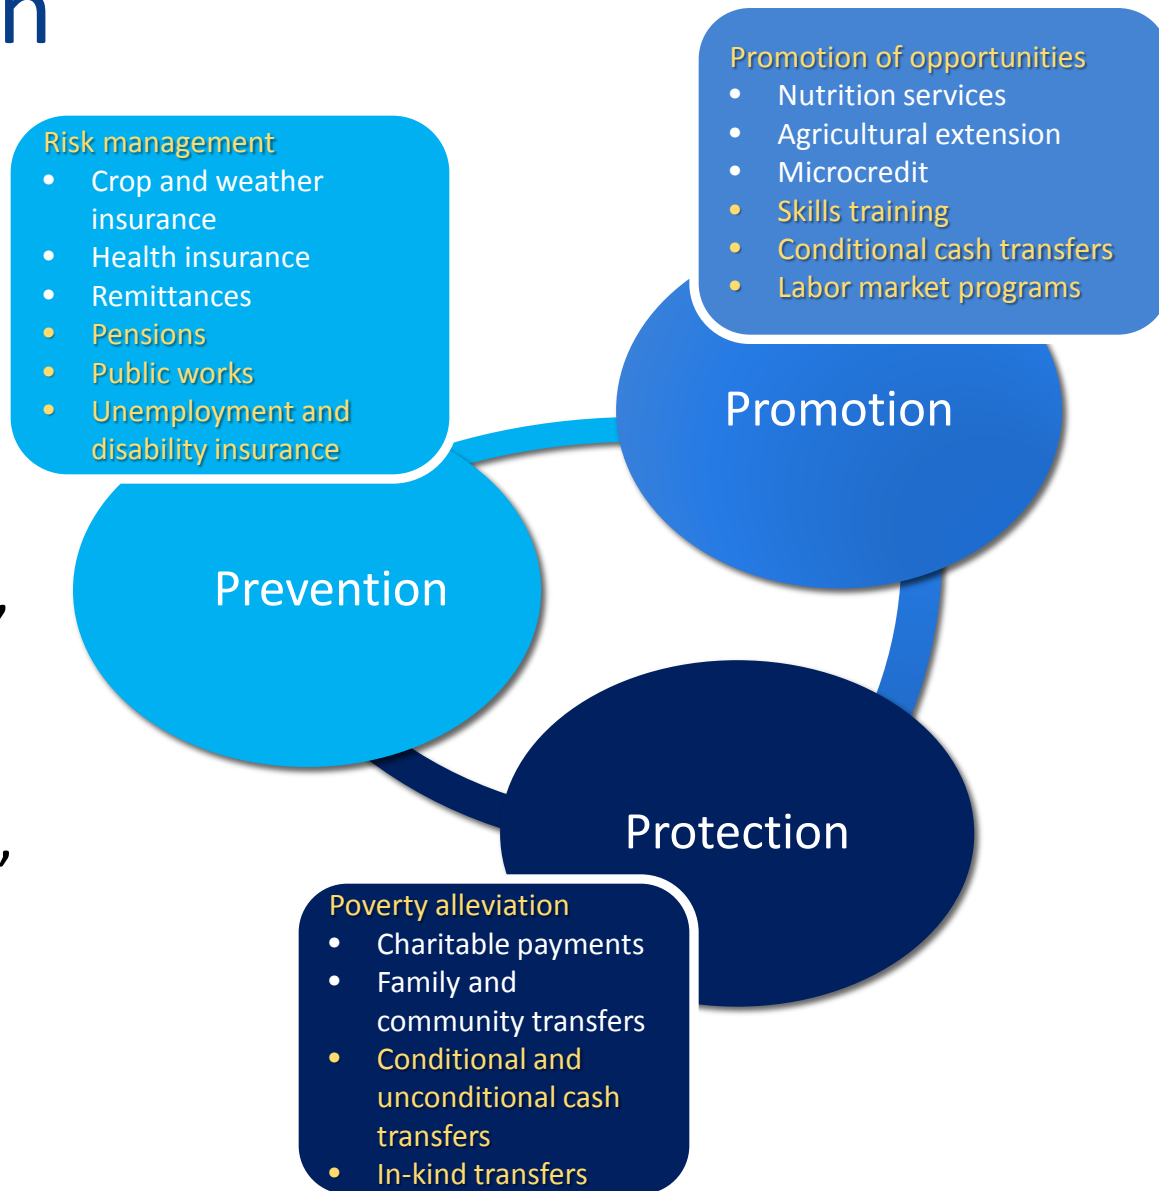 n
Risk management
• Crop and weather
insurance
• Health insurance
• Remittances
• Pensions
• Public works
• Unemployment and
disability insurance
Promotion of opportunities
• Nutrition services
• Agricultural extension
• Microcredit
• Skills training
• Conditional cash transfers
• Labor market programs
Promotion
Prevention
,
Protection
,
Poverty alleviation
• Charitable payments
• Family and
community transfers
• Conditional and
unconditional cash
transfers
• In-kind transfers